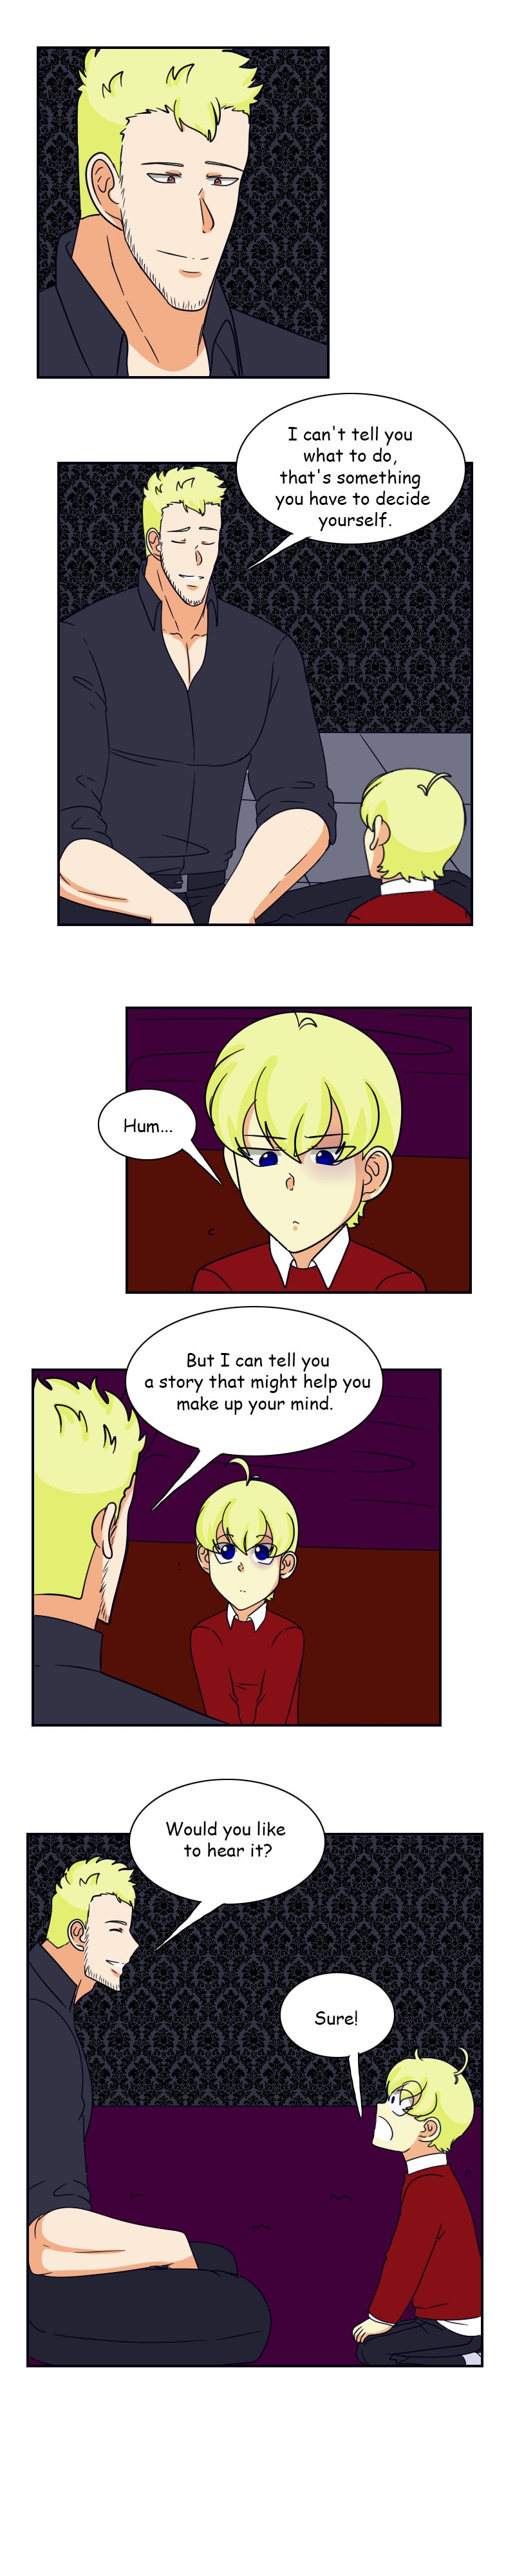 I can't tell you
what to do,
that's something
you have to decide
yourself.
Hum...
But I can tell you
a story that might help you
make up your mind.
Would you like
to hear it?
Sure!